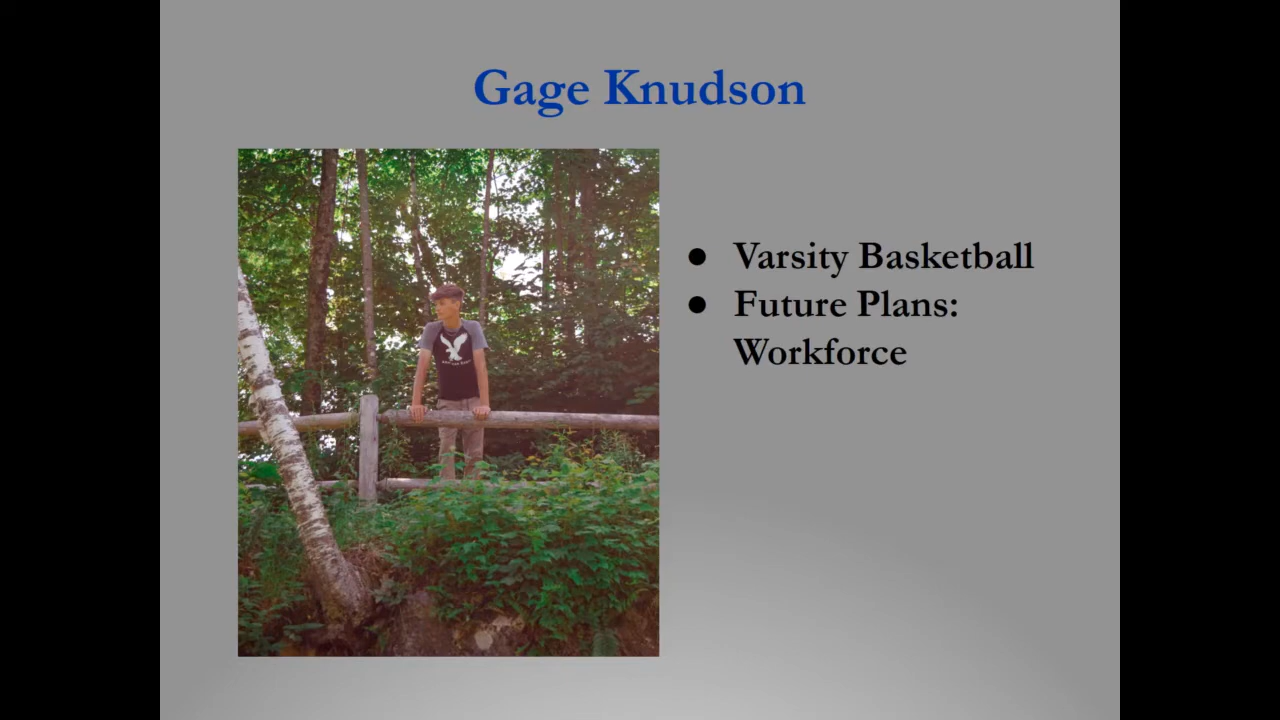 Gage Knudson
● Varsity Basketball
● Future Plans:
Workforce